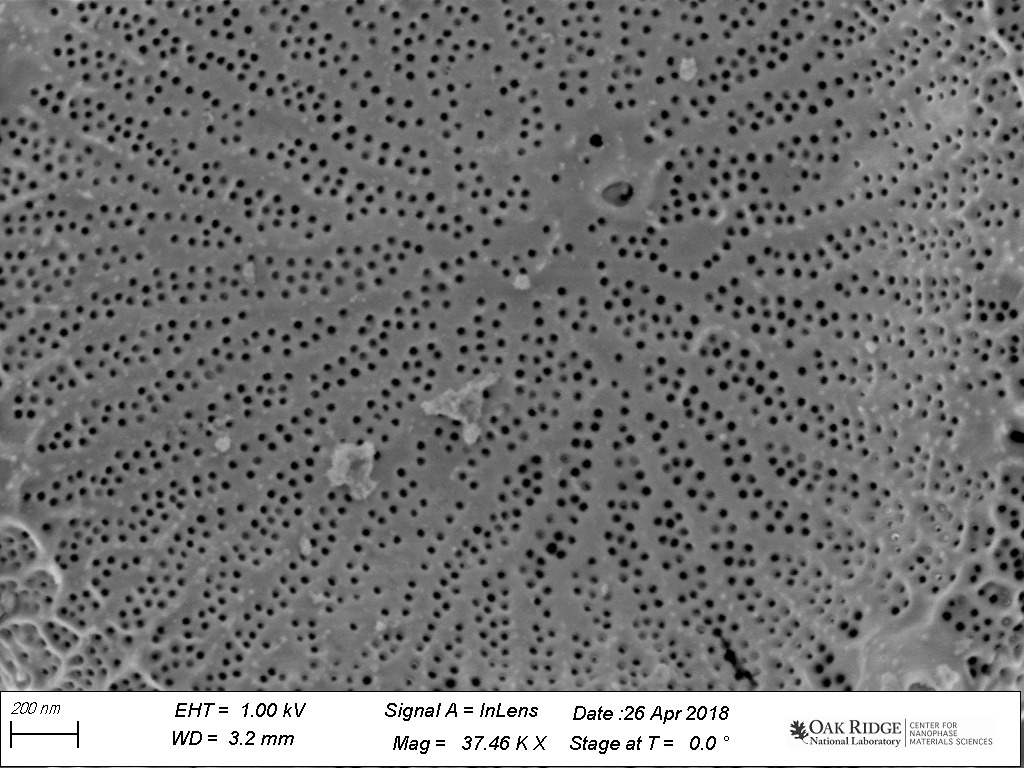 200 nm
EHT = 1.00 kV
Signal A = InLens
Date :26 Apr 2018
WD = 3.2 mm
Mag = 37.46 K X
Stage at T = 0.0 °
OAK RIDGE
National Laboratory
CENTER FOR
NANOPHASE
MATERIALS SCIENCES